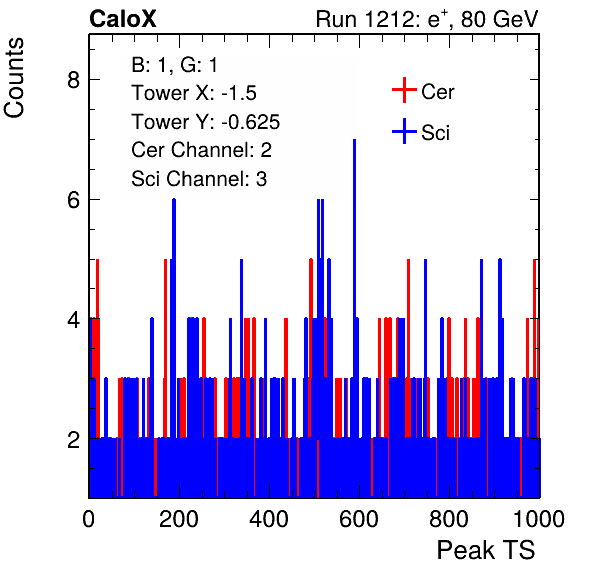 CaloX Run 1212: e+, 80 GeV
Counts
8
6
4
2
B: 1, G: 1
Tower X: -1.5
Tower Y: -0.625
Cer Channel: 2
Sci Channel: 3
Cer
Sci
0 200 400 600 800 1000
Peak TS